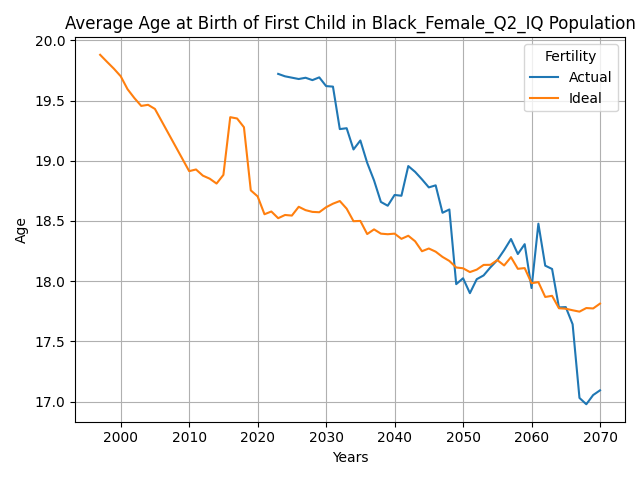 Average Age at Birth of First Child in Black_Female_Q2_IQ Population
Fertility
Actual
Ideal
Age
20.0
19.5
19.0
18.5
18.0
17.5
17.0
2000 2010 2020 2030 2040 2050 2060 2070
Years